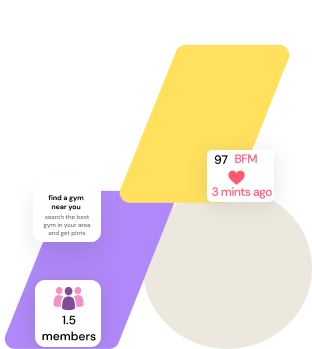 97 BFM
3 mints ago
find a gym
near you
search the best
gym in your area
and get pints
1.5
members